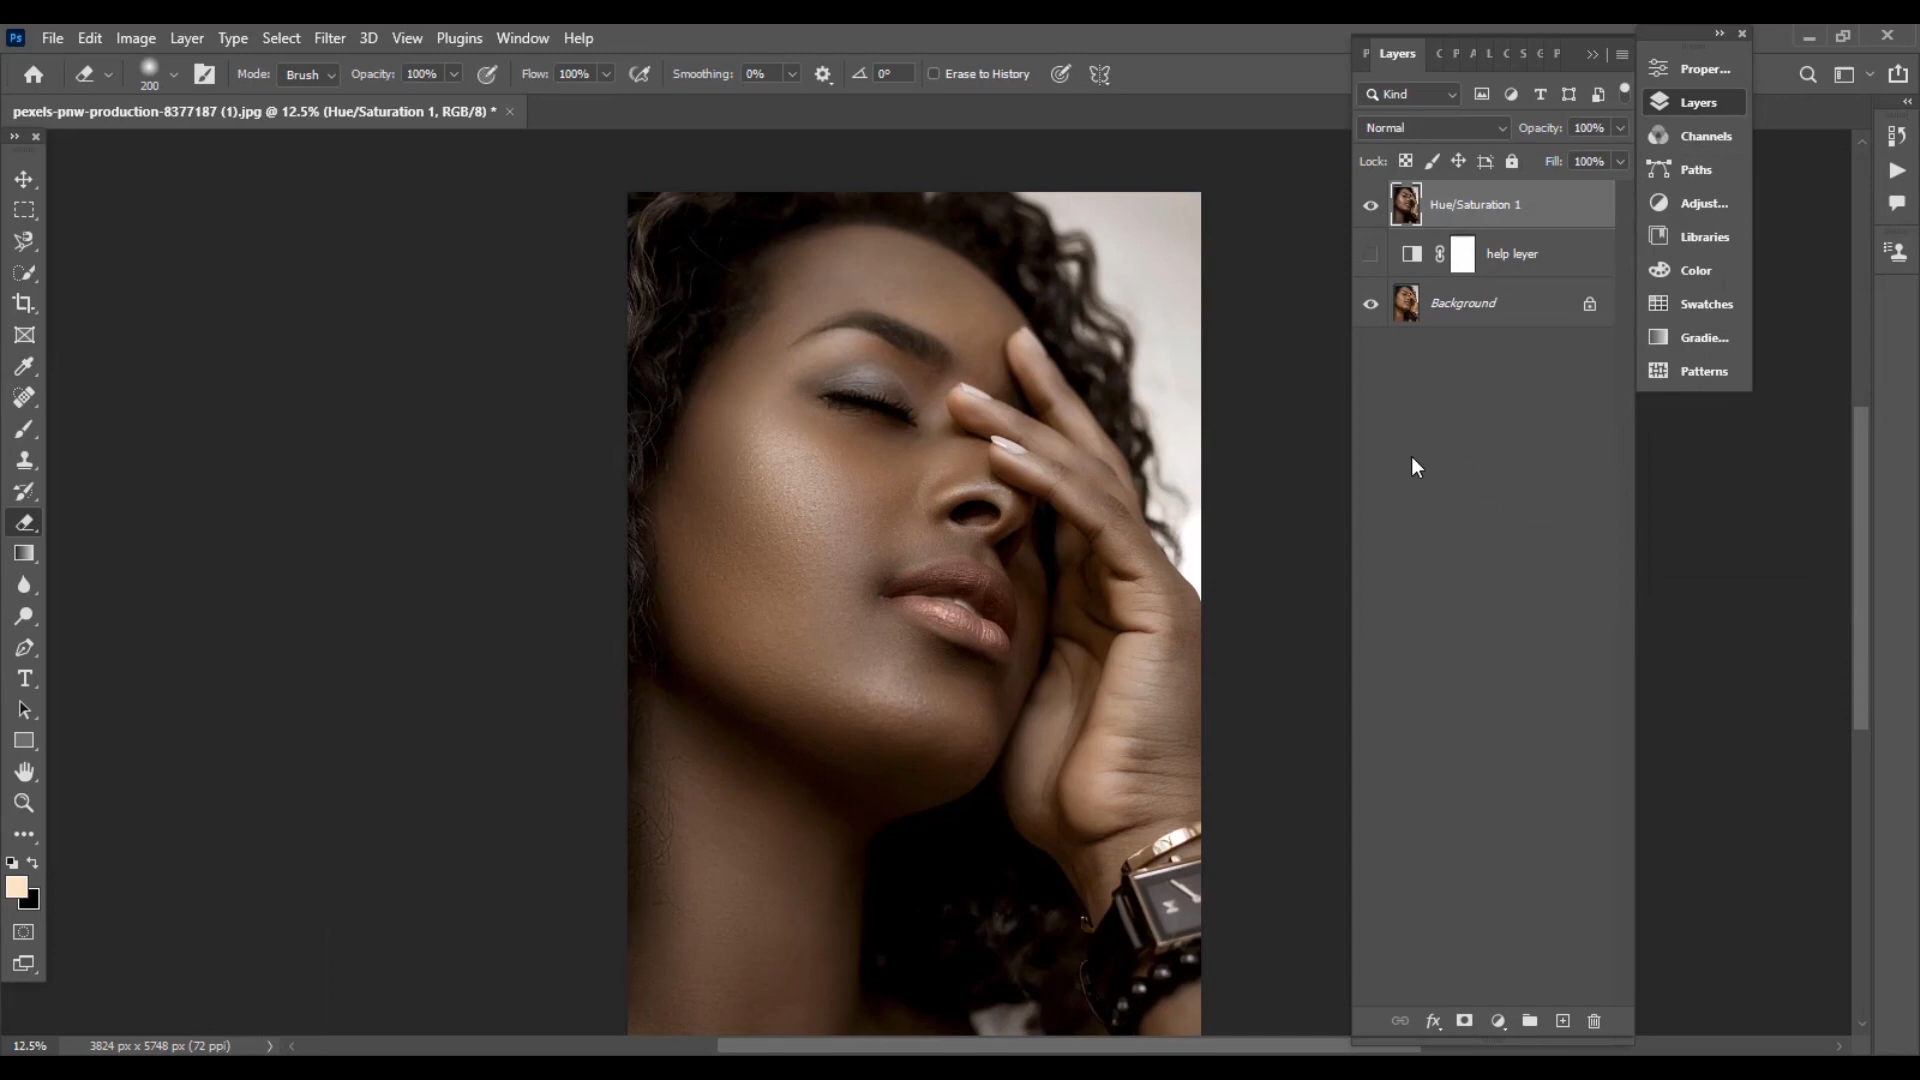 Ps File Edit Image Layer Type Select Filter 3D View Plugins Window Help
200 Mode: Brush Opacity: 100% Flow: 100% Smoothing: 0% 0° Erase to History
pexels-pnw-production-8377187 (1).jpg @ 12.5% (Hue/Saturation 1, RGB/8) *
P Layers C P A L C S G P
Kind
Normal Opacity: 100%
Lock: Fill: 100%
Hue/Saturation 1
help leyer
Background
fx
Proper...
Layers
Channels
Paths
Adjust...
Libraries
Color
Swatches
Gradie...
Patterns
12.5% 3824 px x 5748 px (72 ppi)